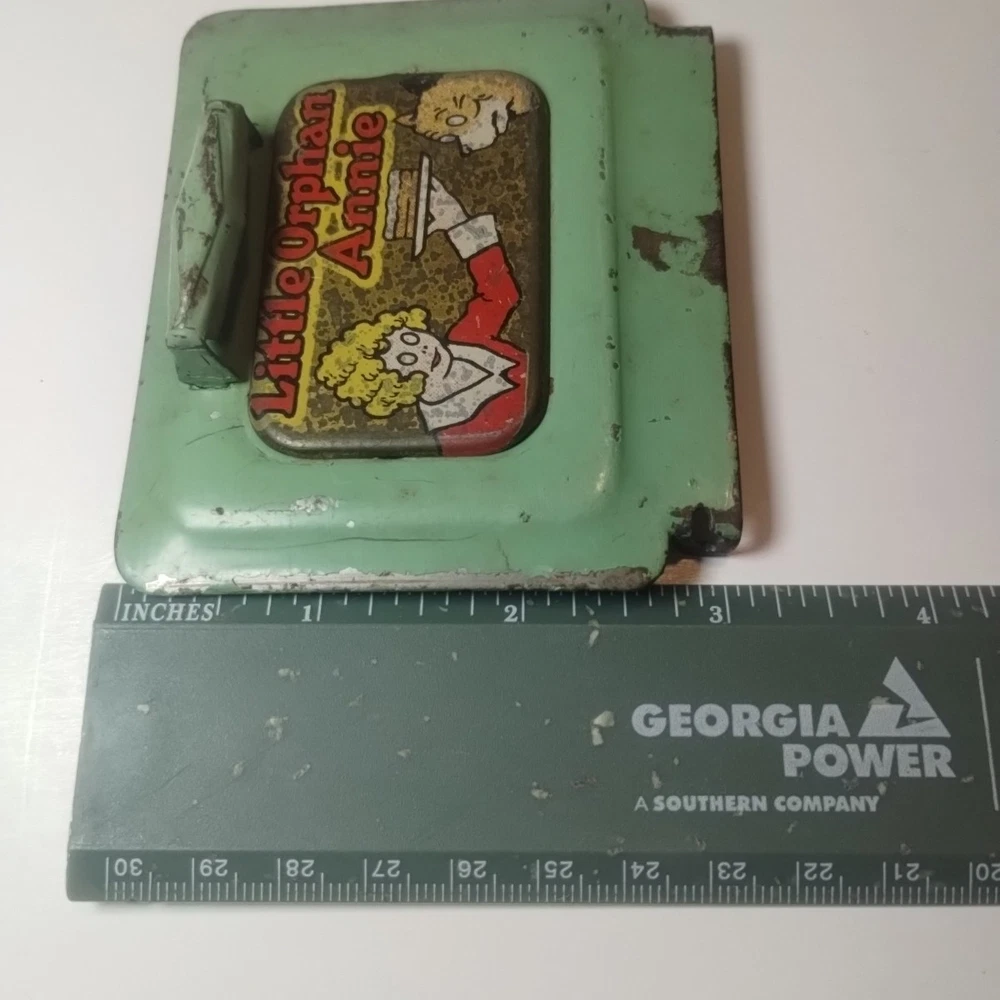 Little Orphan
Annie
INCHES 1 2 3 4
GEORGIA
POWER
A SOUTHERN COMPANY
30 29 28 27 26 25 24 23 22 21 20